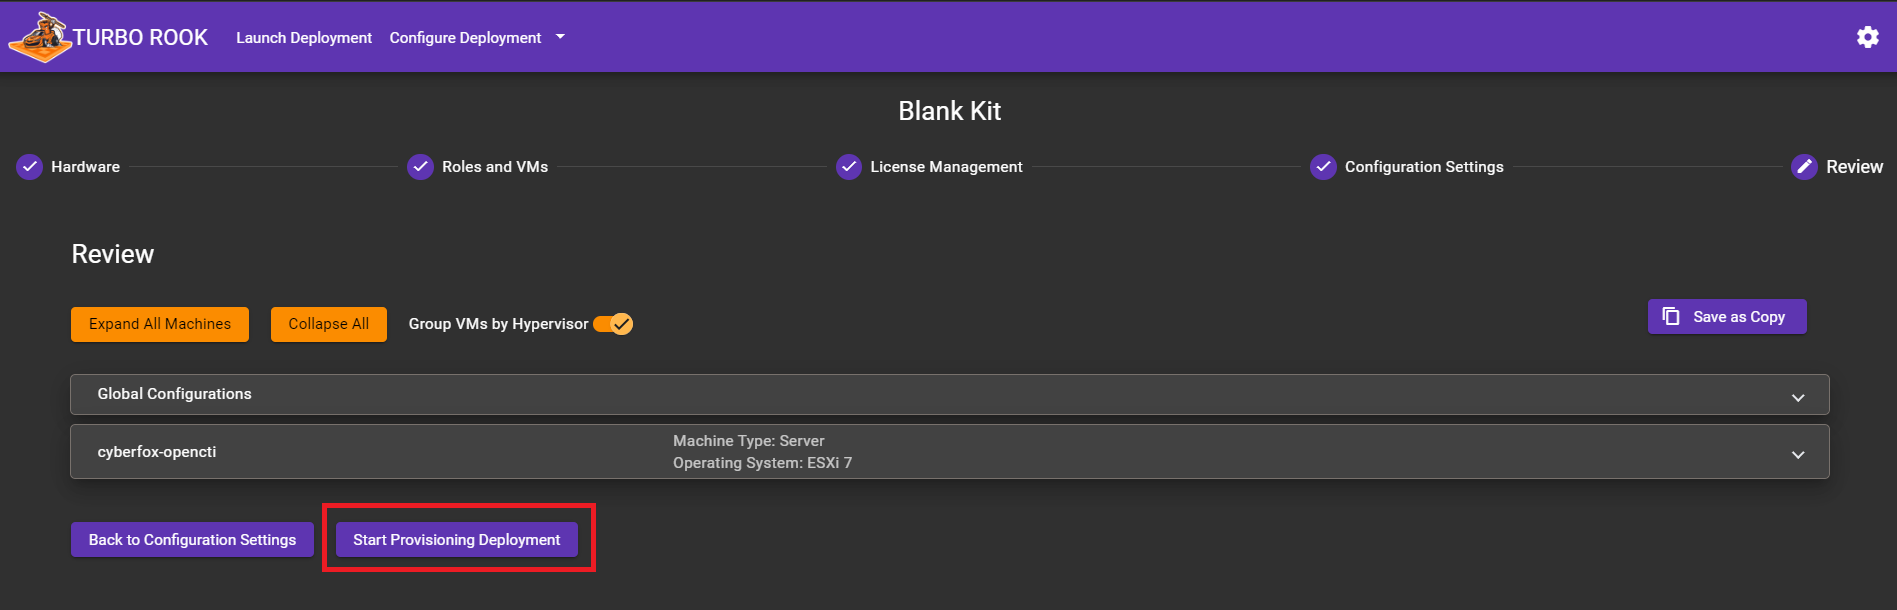 TURBO ROOK Launch Deployment Configure Deployment
Blank Kit
Hardware Roles and VMs License Management Configuration Settings Review
Review
Expand All Machines Collapse All Group VMs by Hypervisor Save as Copy
Global Configurations
cyberfox-opencti
Machine Type: Server
Operating System: ESXi 7
Back to Configuration Settings Start Provisioning Deployment